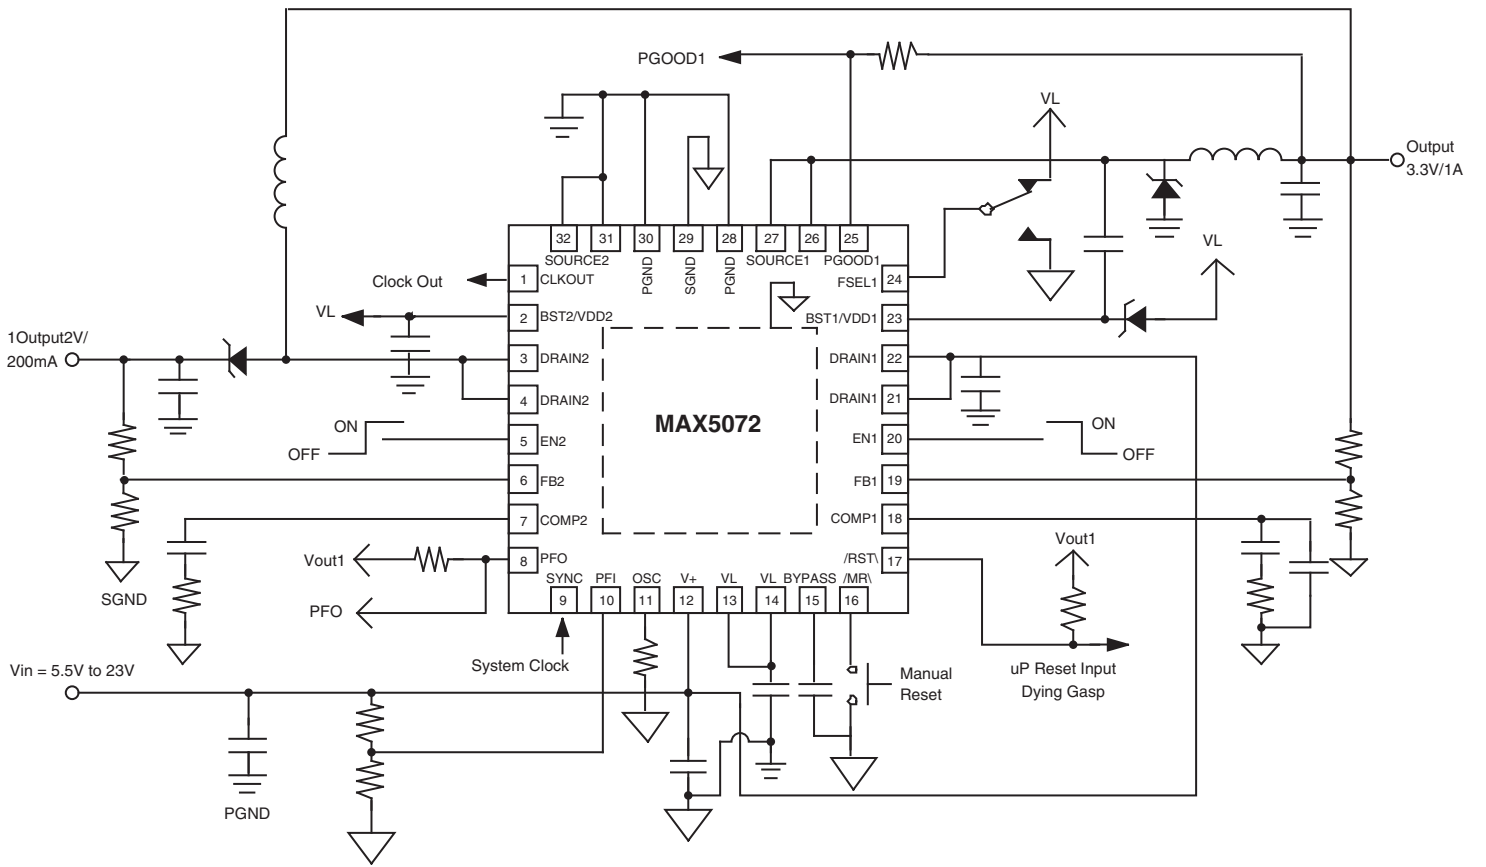 PGOOD1
VL
Output
3.3V/1A
VL
32 31 30 29 28 27 26 25
SOURCE2 PGND SGND PGND SOURCE1 PGOOD1
Clock Out
1 CLKOUT
FSEL1 24
VL
2 BST2/VDD2
BST1/VDD1 23
1Output2V/
200mA
3 DRAIN2
DRAIN1 22
4 DRAIN2
DRAIN1 21
MAX5072
ON
OFF
5 EN2
EN1 20
ON
OFF
6 FB2
FB1 19
7 COMP2
COMP1 18
Vout1
8 PFO
/RST\ 17
Vout1
SYNC PFI OSC V+ VL VL BYPASS /MR\
9 10 11 12 13 14 15 16
SGND
PFO
System Clock
Manual
Reset
uP Reset Input
Dying Gasp
Vin = 5.5V to 23V
PGND